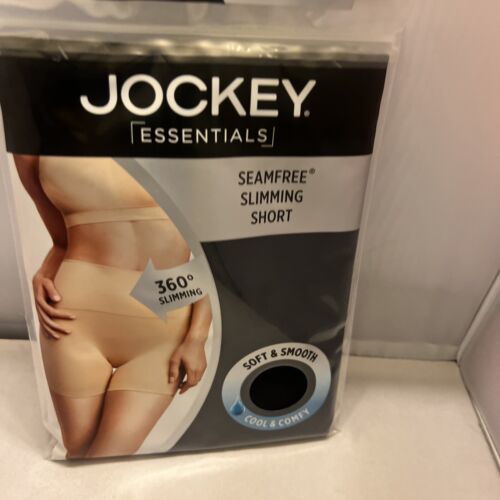 JOCKEY®
ESSENTIALS
SEAMFREE®
SLIMMING
SHORT
360°
SLIMMING
SOFT & SMOOTH
COOL & COMFY